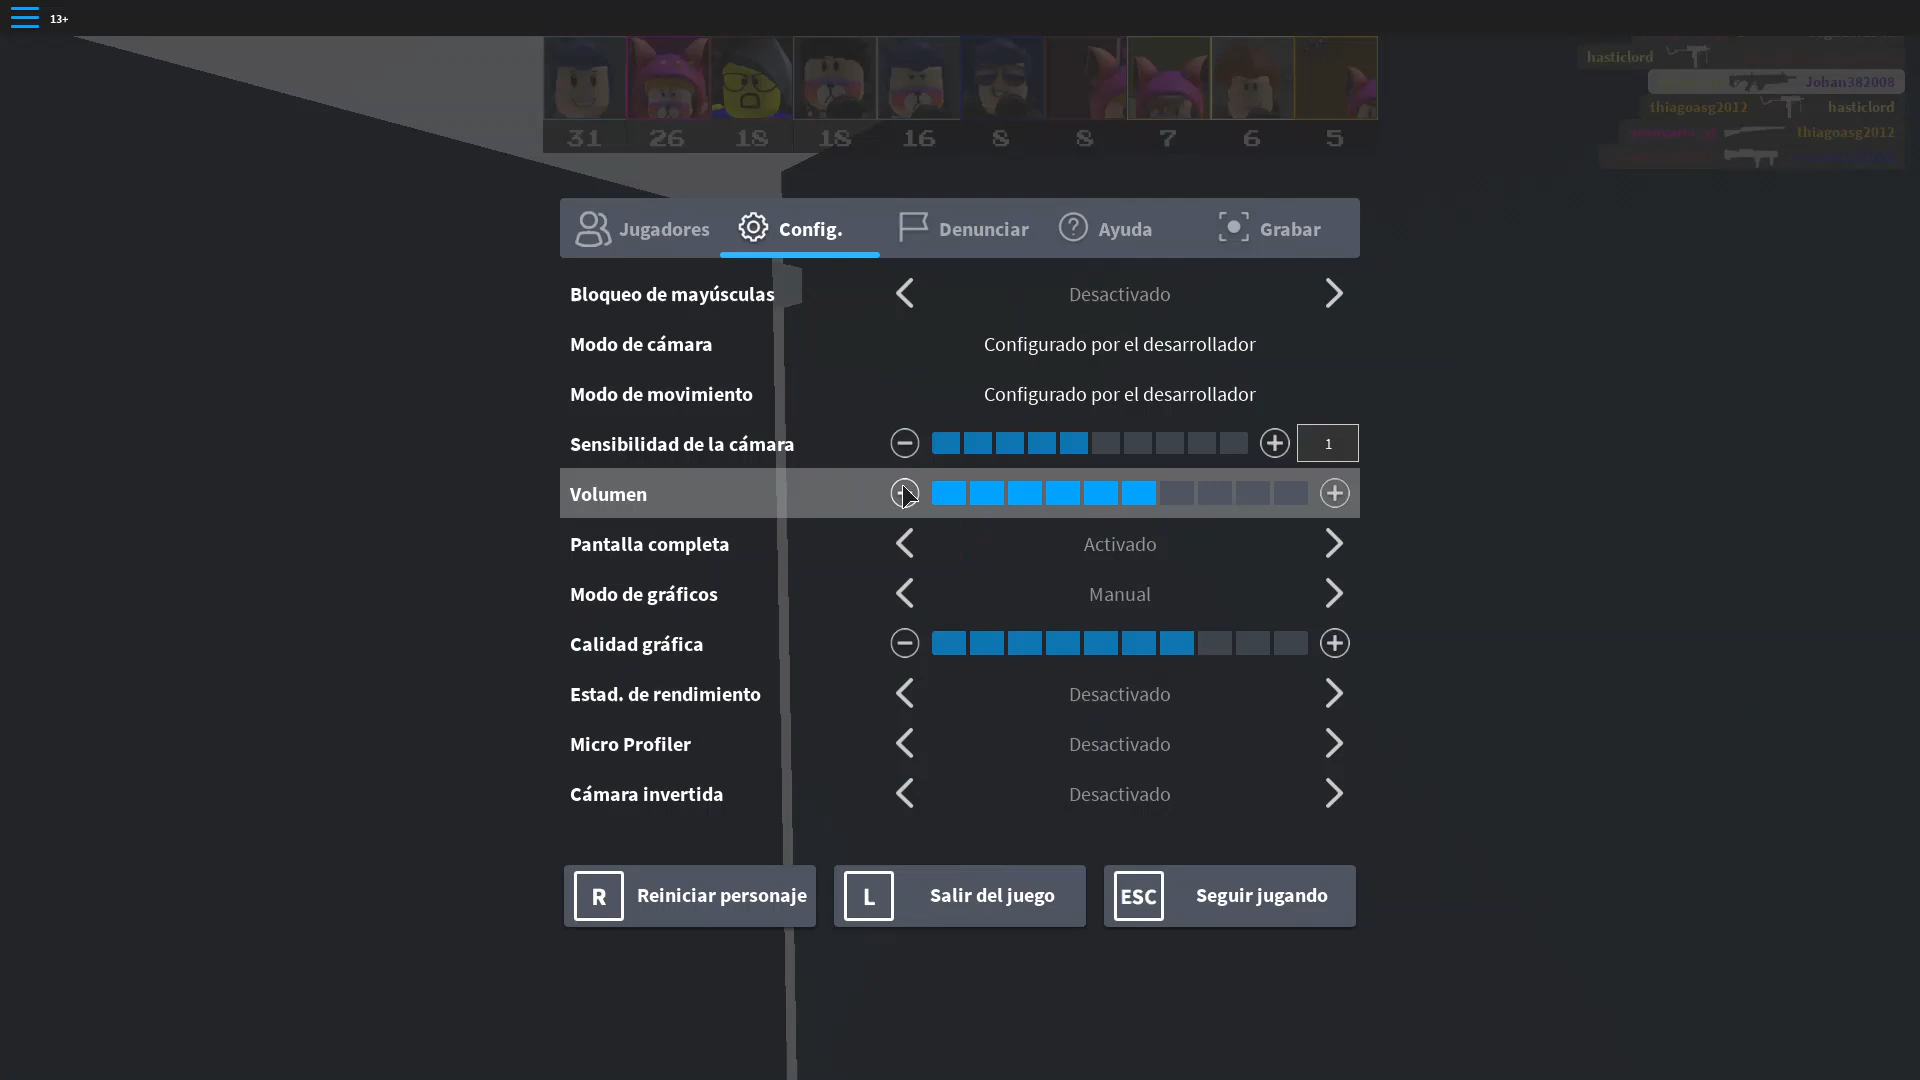 13+
31 26 18 18 16 8 8 7 6 5
hasticlord
Johan382008
thiagoasg2012 hasticlord
thiagoasg2012
Jugadores Config. Denunciar Ayuda Grabar
Bloqueo de mayúsculas Desactivado
Modo de cámara Configurado por el desarrollador
Modo de movimiento Configurado por el desarrollador
Sensibilidad de la cámara 1
Volumen
Pantalla completa Activado
Modo de gráficos Manual
Calidad gráfica
Estad. de rendimiento Desactivado
Micro Profiler Desactivado
Cámara invertida Desactivado
R Reiniciar personaje L Salir del juego ESC Seguir jugando